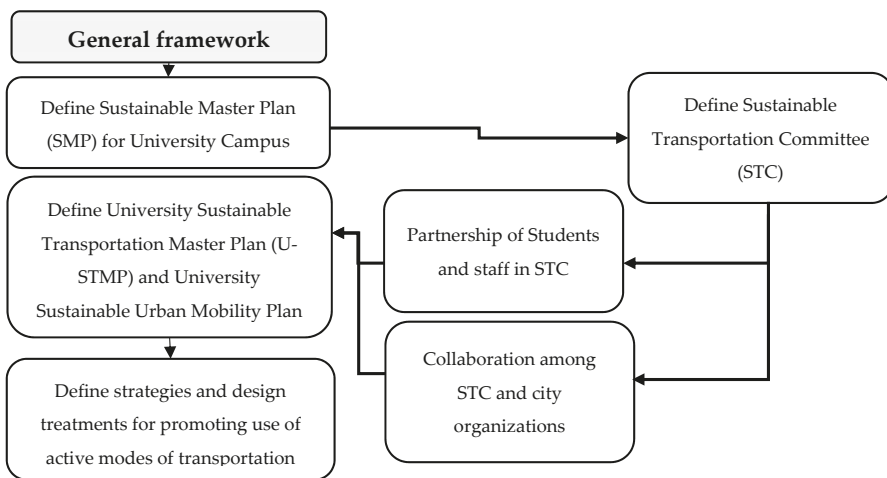 General framework
Define Sustainable Master Plan
(SMP) for University Campus
Define Sustainable
Transportation Committee
(STC)
Partnership of Students
and staff in STC
Collaboration among
STC and city
organizations
Define University Sustainable
Transportation Master Plan (U-
STMP) and University
Sustainable Urban Mobility Plan
Define strategies and design
treatments for promoting use of
active modes of transportation